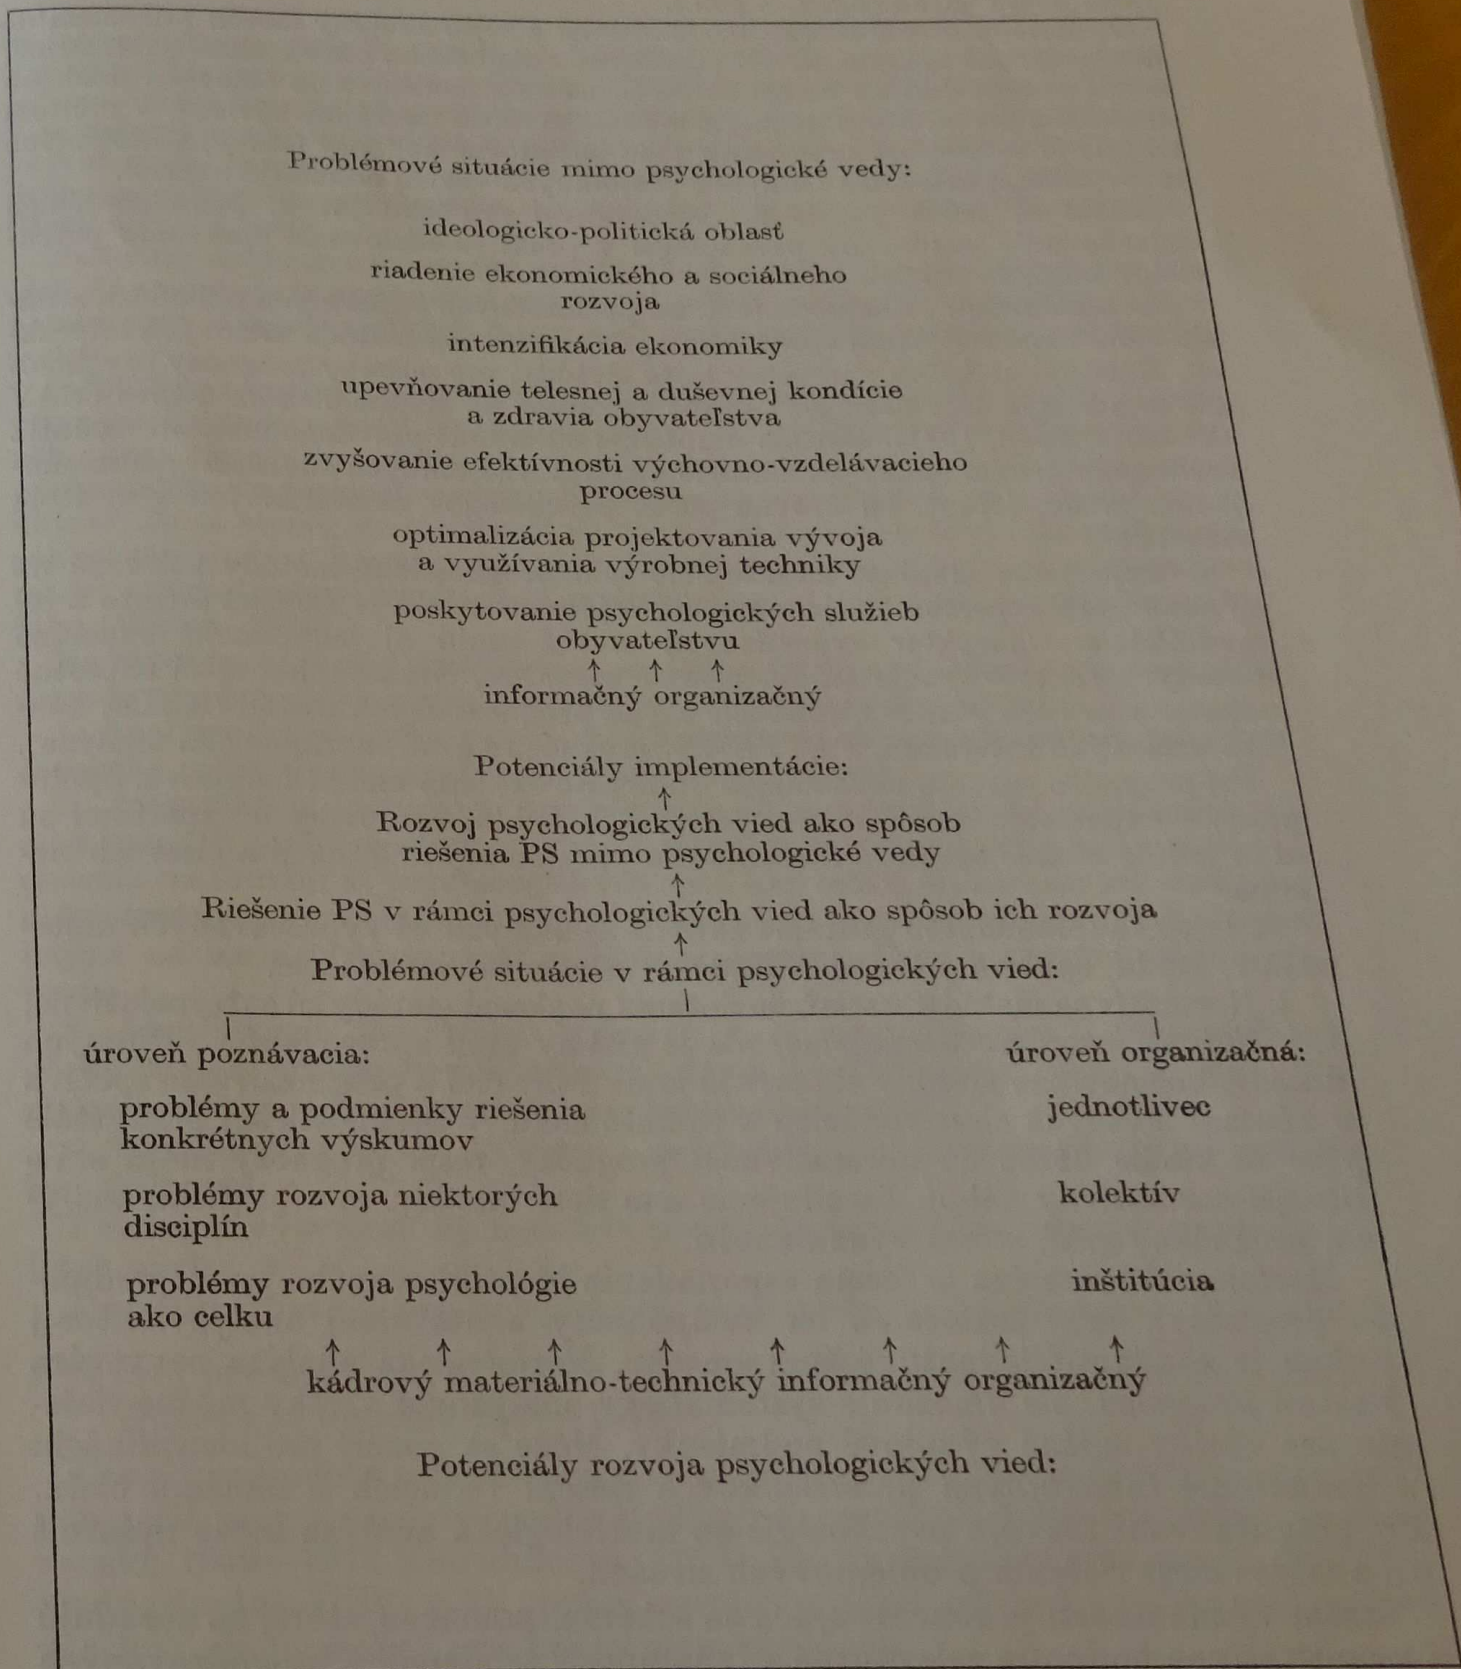 Problémové situácie mimo psychologické vedy:
ideologicko-politická oblasť
riadenie ekonomického a sociálneho
rozvoja
intenzifikácia ekonomiky
upevňovanie telesnej a duševnej kondície
a zdravia obyvateľstva
zvyšovanie efektívnosti výchovno-vzdelávacieho
procesu
optimalizácia projektovania vývoja
a využívania výrobnej techniky
poskytovanie psychologických služieb
obyvateľstvu
↑ ↑ ↑
informačný organizačný
Potenciály implementácie:
↑
Rozvoj psychologických vied ako spôsob
riešenia PS mimo psychologické vedy
↑
Riešenie PS v rámci psychologických vied ako spôsob ich rozvoja
↑
Problémové situácie v rámci psychologických vied:
úroveň poznávacia:
problémy a podmienky riešenia
konkrétnych výskumov
problémy rozvoja niektorých
disciplín
problémy rozvoja psychológie
ako celku
úroveň organizačná:
jednotlivec
kolektív
inštitúcia
↑ ↑ ↑ ↑ ↑ ↑ ↑ ↑
kádrový materiálno-technický informačný organizačný
Potenciály rozvoja psychologických vied: